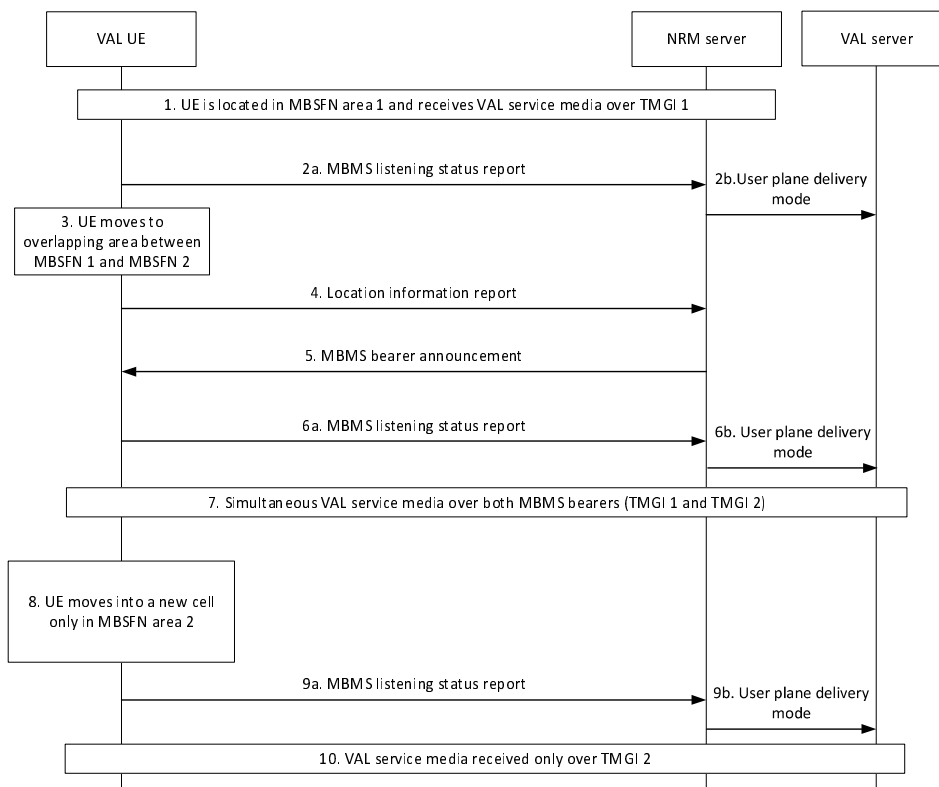 VAL UE
NRM server
VAL server
1. UE is located in MBSFN area 1 and receives VAL service media over TMGI 1
2a. MBMS listening status report
2b.User plane delivery
mode
3. UE moves to
overlapping area between
MBSFN 1 and MBSFN 2
4. Location information report
5. MBMS bearer announcement
6a. MBMS listening status report
6b. User plane delivery
mode
7. Simultaneous VAL service media over both MBMS bearers (TMGI 1 and TMGI 2)
8. UE moves into a new cell
only in MBSFN area 2
9a. MBMS listening status report
9b. User plane delivery
mode
10. VAL service media received only over TMGI 2